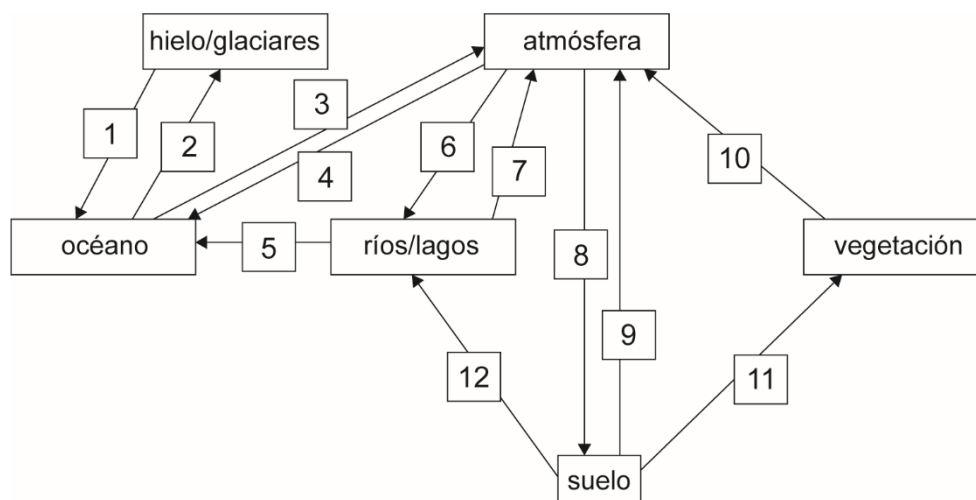 hielo/glaciares
atmósfera
1
2
3
4
6
7
10
océano
5
ríos/lagos
8
vegetación
9
12
11
suelo